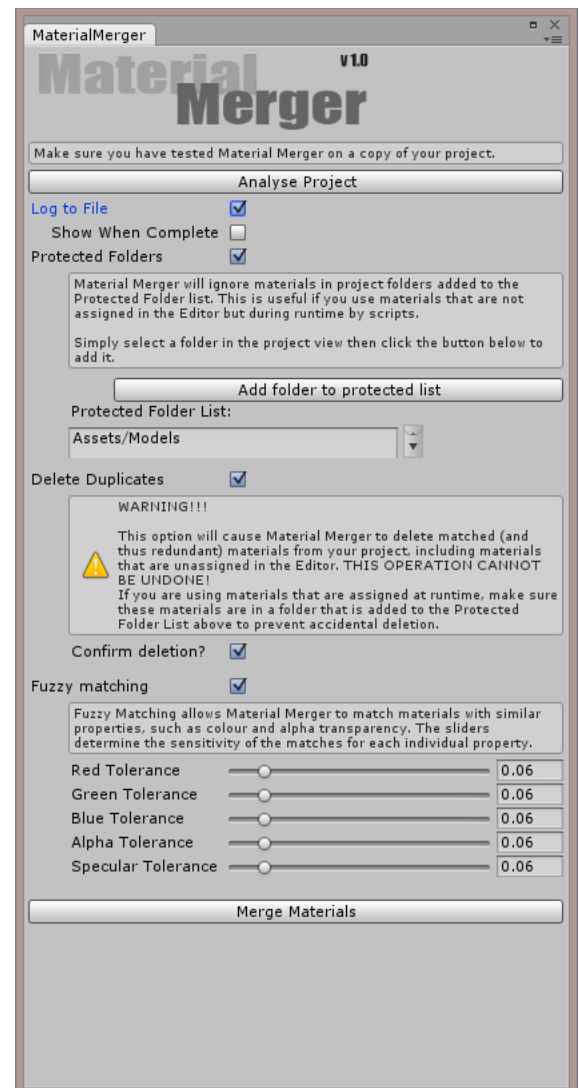 MaterialMerger
Material
v 1.0
Merger
Make sure you have tested Material Merger on a copy of your project.
Analyse Project
Log to File
Show When Complete
Protected Folders
Material Merger will ignore materials in project folders added to the
Protected Folder list. This is useful if you use materials that are not
assigned in the Editor but during runtime by scripts.
Simply select a folder in the project view then click the button below to
add it.
Add folder to protected list
Protected Folder List:
Assets/Models
Delete Duplicates
WARNING!!!
This option will cause Material Merger to delete matched (and
thus redundant) materials from your project, including materials
that are unassigned in the Editor. THIS OPERATION CANNOT
BE UNDONE!
If you are using materials that are assigned at runtime, make sure
these materials are in a folder that is added to the Protected
Folder List above to prevent accidental deletion.
Confirm deletion?
Fuzzy matching
Fuzzy Matching allows Material Merger to match materials with similar
properties, such as colour and alpha transparency. The sliders
determine the sensitivity of the matches for each individual property.
Red Tolerance 0.06
Green Tolerance 0.06
Blue Tolerance 0.06
Alpha Tolerance 0.06
Specular Tolerance 0.06
Merge Materials